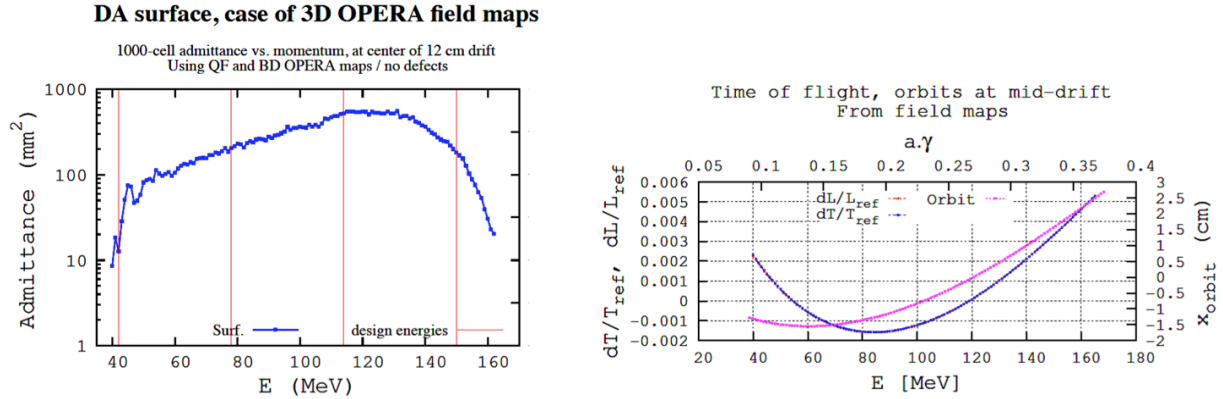 DA surface, case of 3D OPERA field maps
1000-cell admittance vs. momentum, at center of 12 cm drift
Using QF and BD OPERA maps / no defects
Admittance (mm²)
1000
100
10
1
Surf.
design energies
40 60 80 100 120 140 160
E (MeV)
Time of flight, orbits at mid-drift
From field maps
a.γ
0.05 0.1 0.15 0.2 0.25 0.3 0.35 0.4
dT/T_ref, dL/L_ref
0.006
0.005
0.004
0.003
0.002
0.001
0
-0.001
-0.002
dL/L_ref
dT/T_ref
Orbit
3
2.5
2
1.5
1
0.5
0
-0.5
-1
-1.5
-2
x_orbit (cm)
20 40 60 80 100 120 140 160 180
E [MeV]